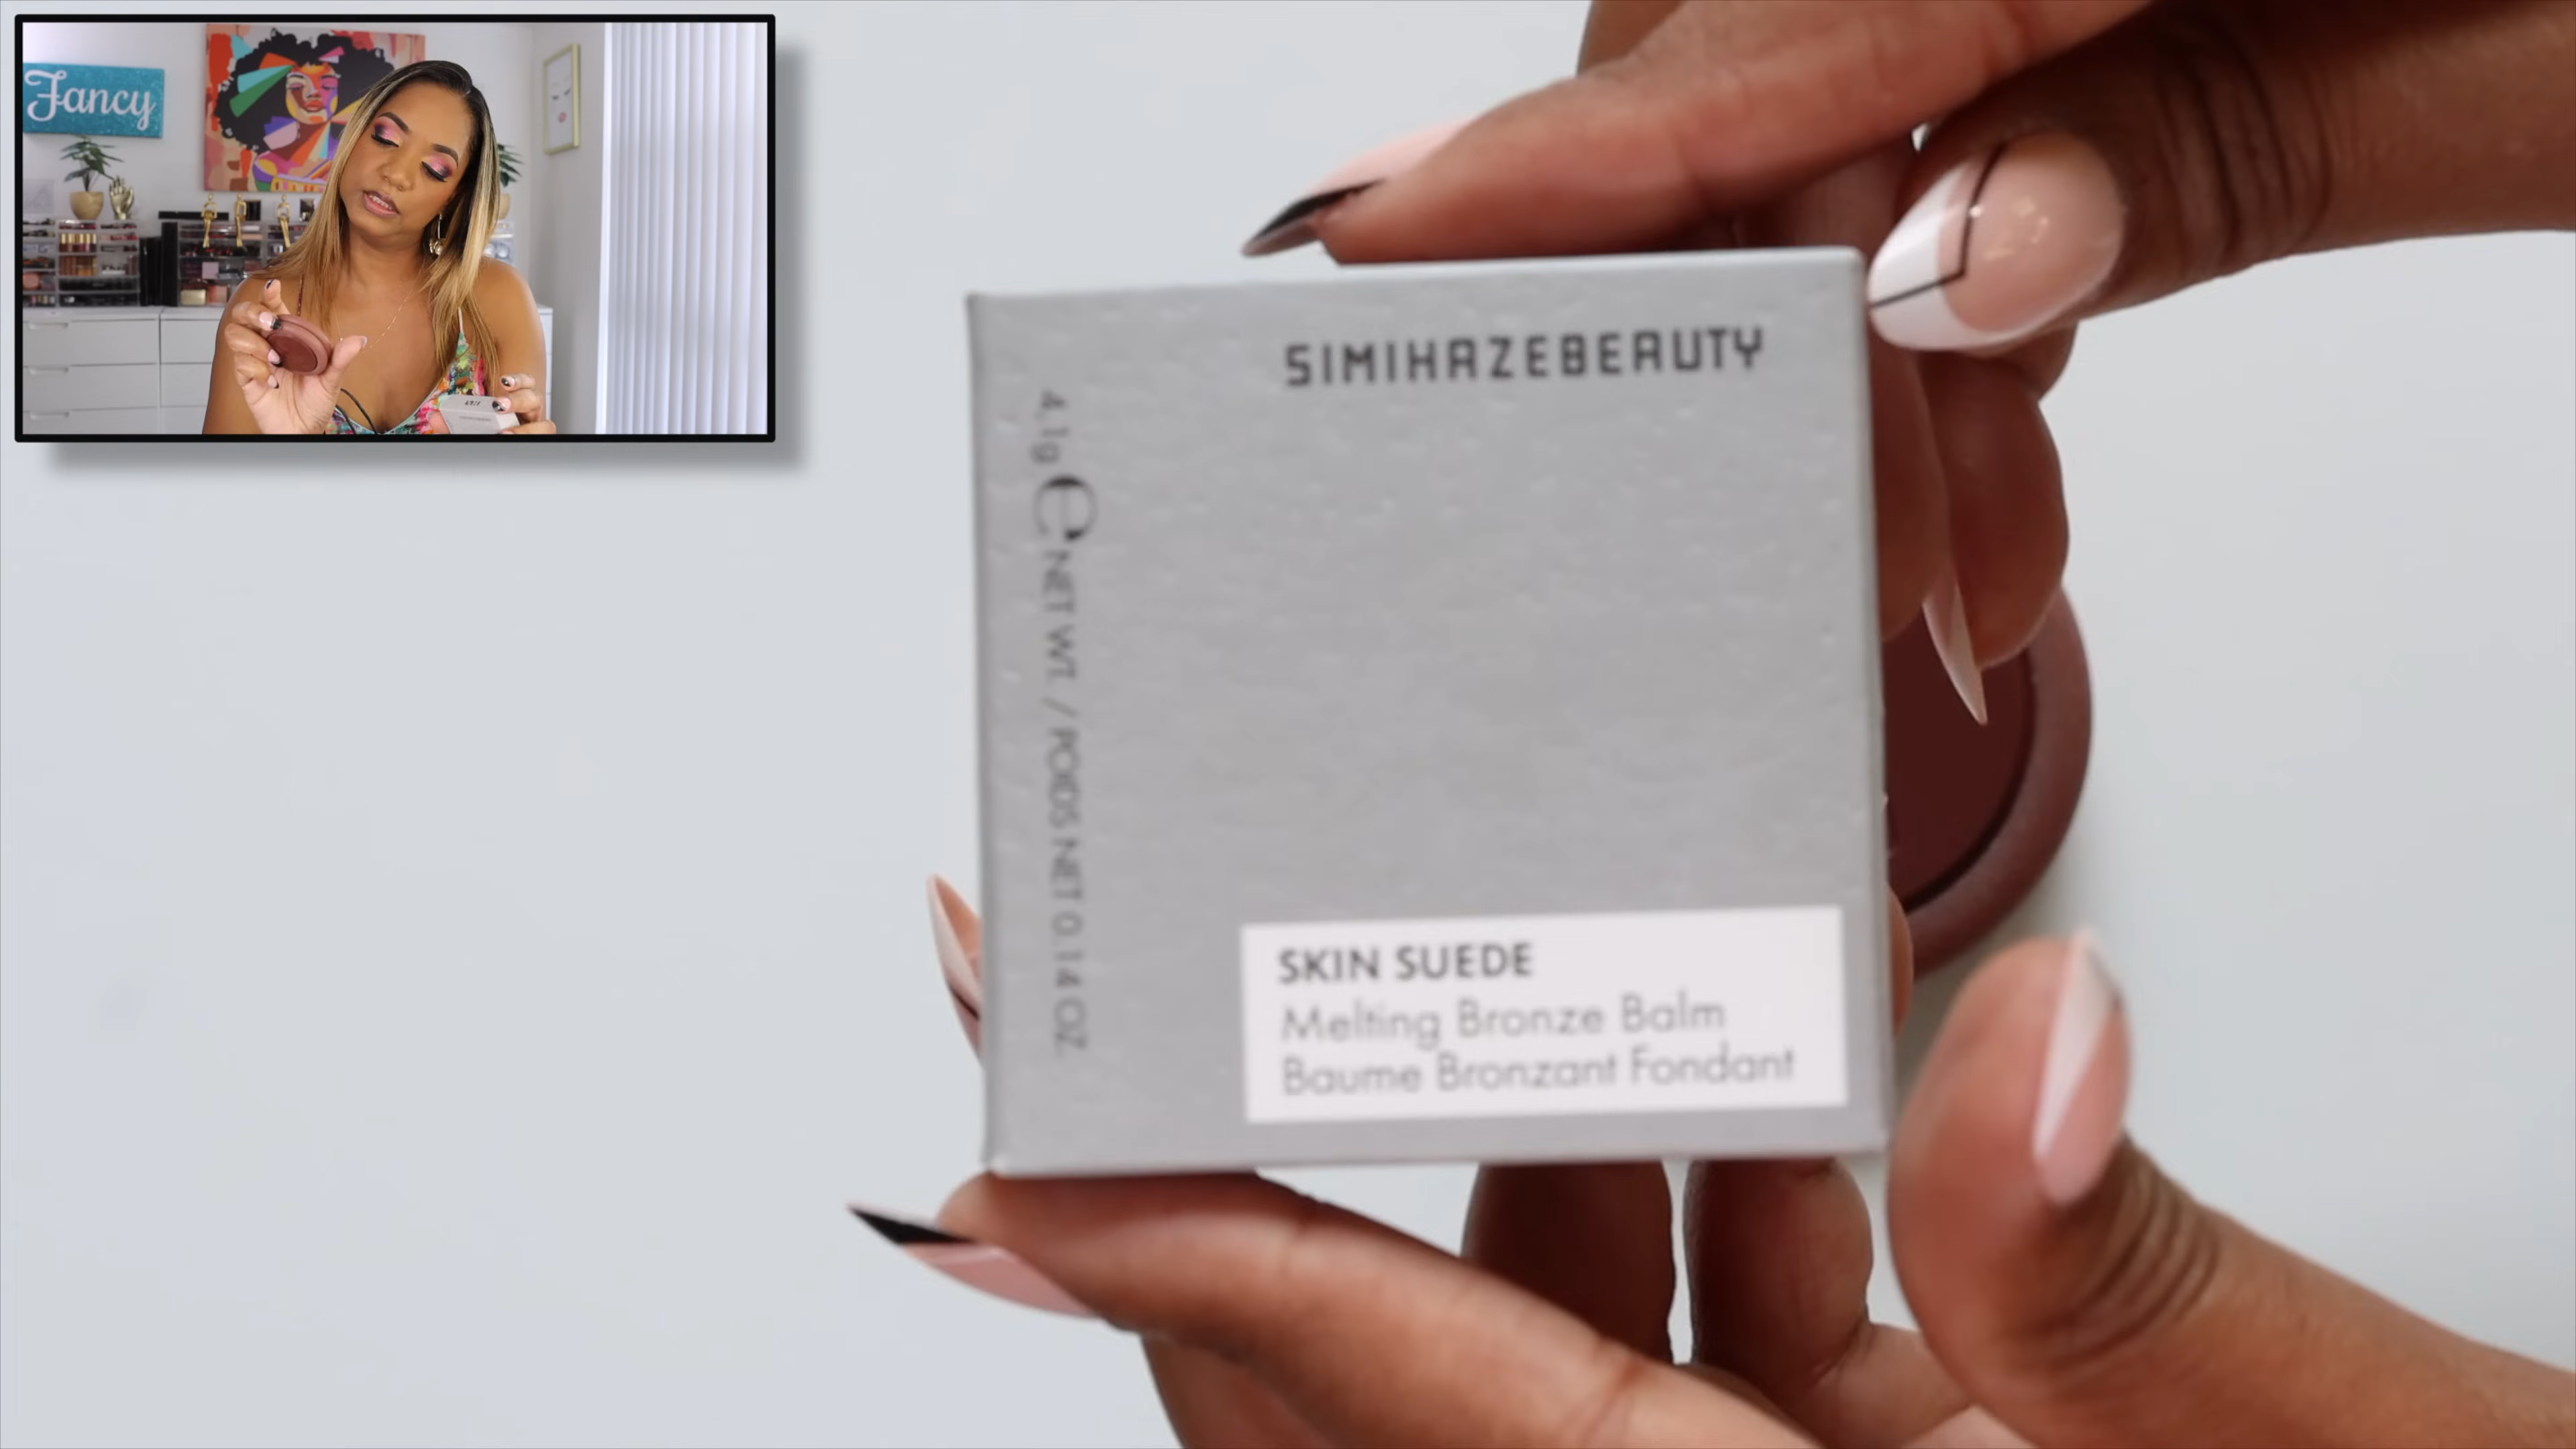 Fancy
SIMIHAZEBEAUTY
4.1g e NET WT. / POIDS NET 0.14 OZ.
SKIN SUEDE
Melting Bronze Balm
Baume Bronzant Fondant